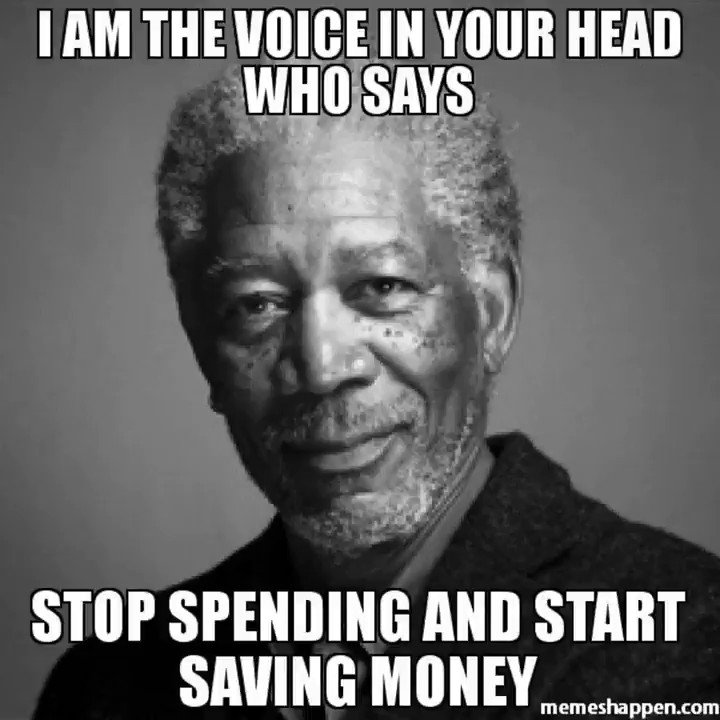 I AM THE VOICE IN YOUR HEAD
WHO SAYS
STOP SPENDING AND START
SAVING MONEY
memeshappen.com